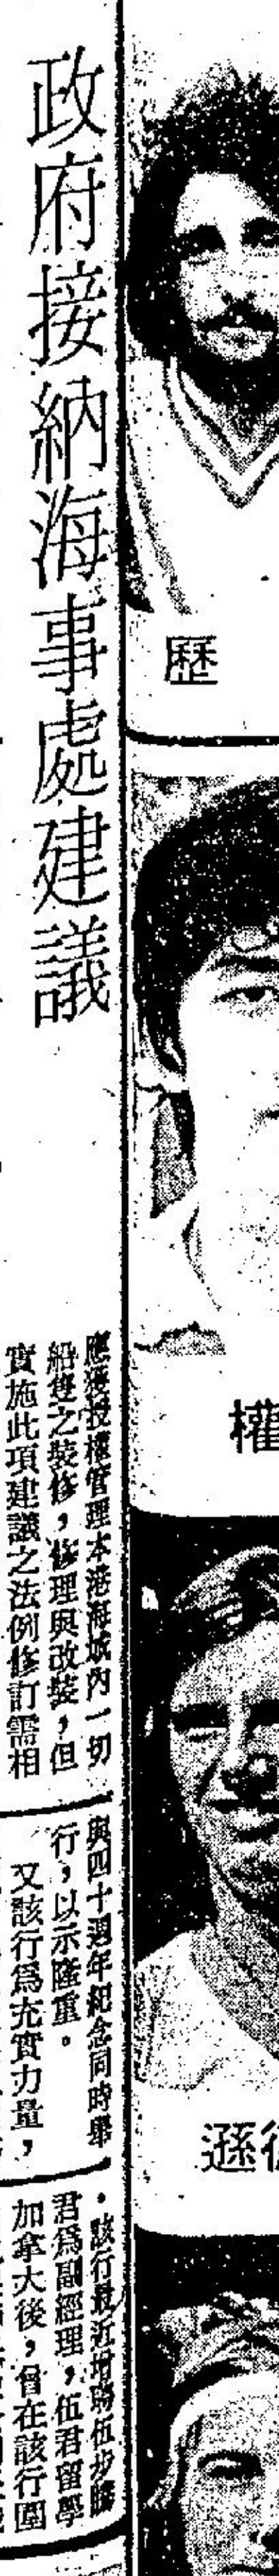 政府接納海事處建議
應獲授權管理本港海域內一切
船隻之裝修，修理與改裝，但
實施此項建議之法例修訂需相
與四十週年紀念同時舉
行，以示隆重。
又該行爲充實力量，
，該行最近增聘伍步
君爲副經理，伍君留學
加拿大後，曾在該行
歷
權
遜